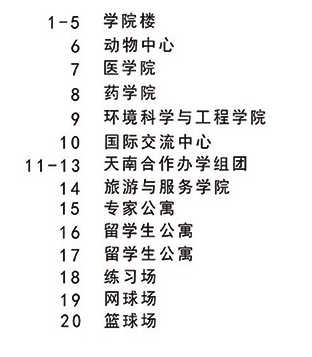 1-5 学院楼
6 动物中心
7 医学院
8 药学院
9 环境科学与工程学院
10 国际交流中心
11-13 天南合作办学组团
14 旅游与服务学院
15 专家公寓
16 留学生公寓
17 留学生公寓
18 练习场
19 网球场
20 篮球场